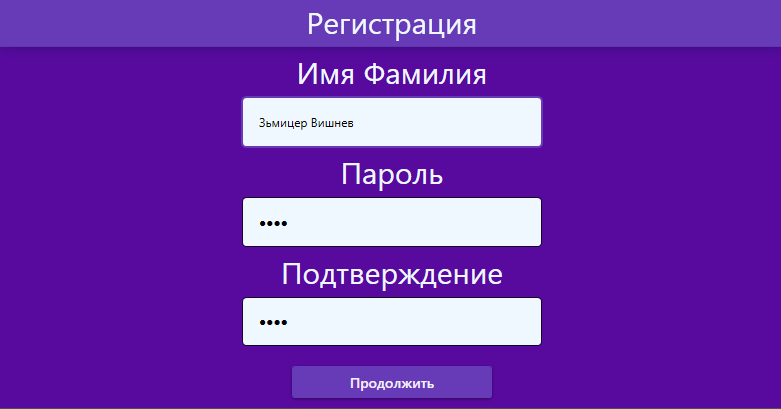 Регистрация
Имя Фамилия
Зьмицер Вишнев
Пароль
••••
Подтверждение
••••
Продолжить